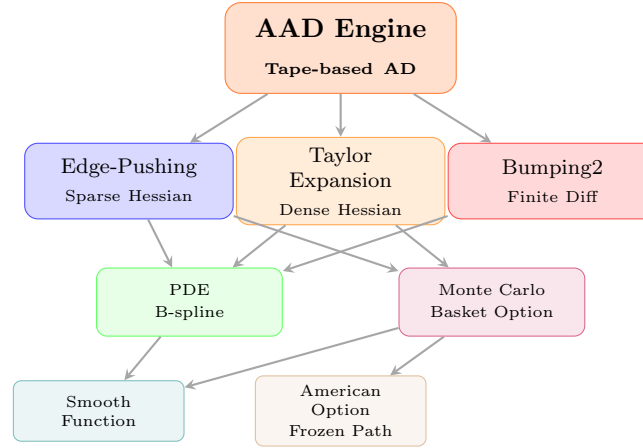 AAD Engine
Tape-based AD
Edge-Pushing
Sparse Hessian
Taylor
Expansion
Dense Hessian
Bumping2
Finite Diff
PDE
B-spline
Monte Carlo
Basket Option
Smooth
Function
American
Option
Frozen Path